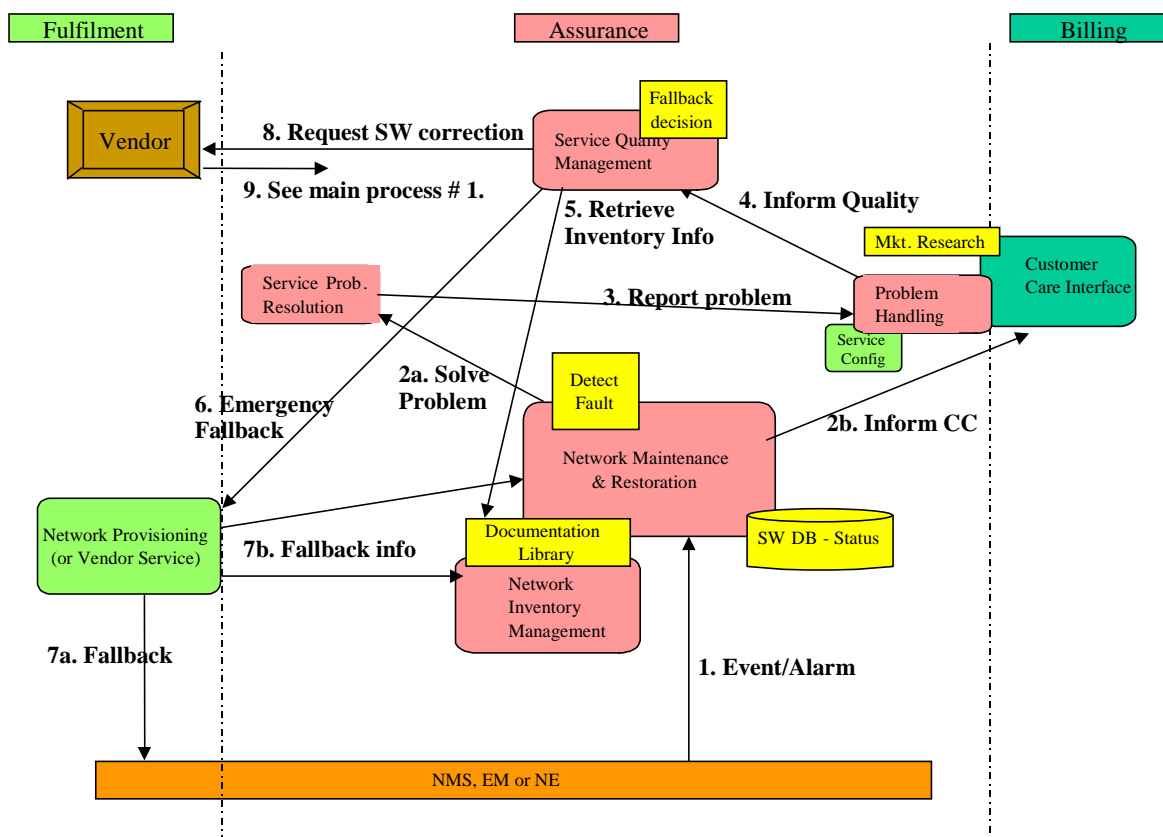 Fulfilment
Assurance
Billing
Vendor
8. Request SW correction
Fallback
decision
Service Quality
Management
9. See main process # 1.
5. Retrieve
Inventory Info
4. Inform Quality
Mkt. Research
Customer
Care Interface
Service Prob.
Resolution
3. Report problem
Problem
Handling
Service
Config
2a. Solve
Problem
Detect
Fault
6. Emergency
Fallback
2b. Inform CC
Network Maintenance
& Restoration
Network Provisioning
(or Vendor Service)
7b. Fallback info
Documentation
Library
SW DB - Status
Network
Inventory
Management
7a. Fallback
1. Event/Alarm
NMS, EM or NE